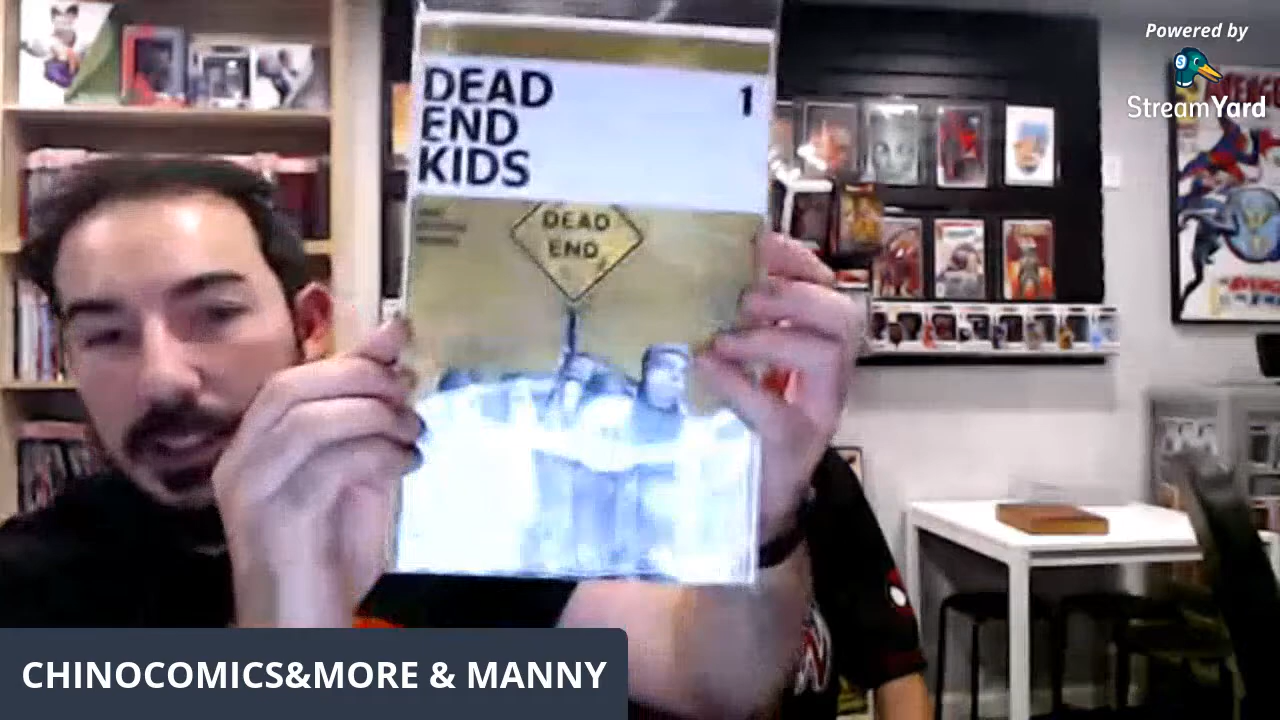 Powered by
StreamYard
DEAD
END
KIDS
1
DEAD
END
CHINOCOMICS&MORE & MANNY